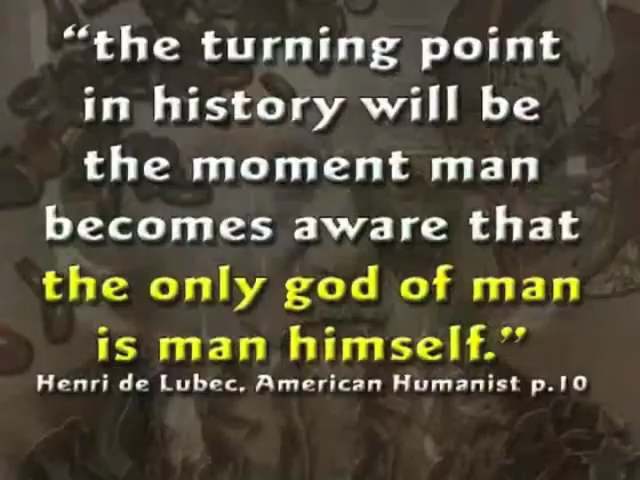 “the turning point
in history will be
the moment man
becomes aware that
the only god of man
is man himself.”
Henri de Lubec, American Humanist p.10